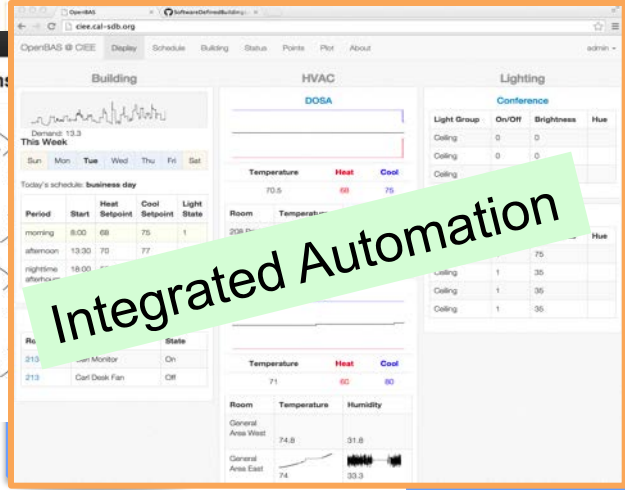 OpenBAS
SoftwareDefinedBuilding
ciee.cal-sdb.org
OpenBAS @ CIEE Display Schedule Building Status Points Plot About admin
Building
Demand: 13.3
This Week
Sun Mon Tue Wed Thu Fri Sat
Today's schedule: business day
Period Start Heat Setpoint Cool Setpoint Light State
morning 8:00 68 75 1
afternoon 13:30 70 77
nighttime 18:00
State
213 Carl Monitor On
213 Carl Desk Fan Off
HVAC
DOSA
Temperature Heat Cool
70.5 68 75
Room Temperature
Temperature Heat Cool
71 60 80
Room Temperature Humidity
General Area West 74.8 31.8
General Area East 74 33.3
Lighting
Conference
Light Group On/Off Brightness Hue
Ceiling 0 0
Ceiling 0 0
Ceiling
Hue
75
Ceiling 1 35
Ceiling 1 35
Ceiling 1 35
Integrated Automation